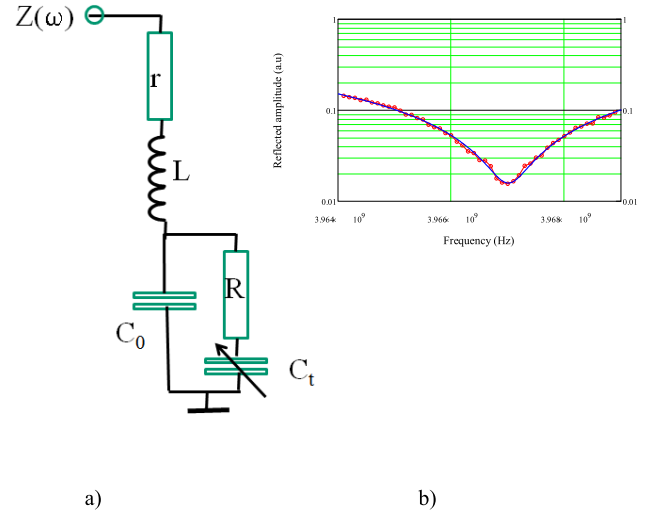 Z(ω)
r
L
R
C0
Ct
a)
Reflected amplitude (a.u)
1
0.1
0.01
1
0.1
0.01
3.964 10^9
3.966 10^9
3.968 10^9
Frequency (Hz)
b)